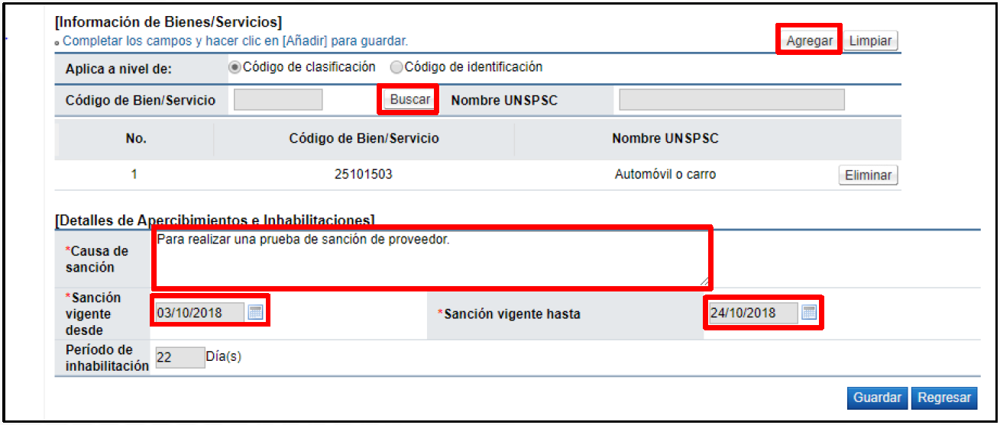 [Información de Bienes/Servicios]
Completar los campos y hacer clic en [Añadir] para guardar.
Agregar Limpiar
Aplica a nivel de: Código de clasificación Código de identificación
Código de Bien/Servicio Buscar Nombre UNSPSC
No. Código de Bien/Servicio Nombre UNSPSC
1 25101503 Automóvil o carro Eliminar
[Detalles de Apercibimientos e Inhabilitaciones]
*Causa de
sanción
Para realizar una prueba de sanción de proveedor.
*Sanción
vigente
desde
03/10/2018
*Sanción vigente hasta
24/10/2018
Período de
inhabilitación
22 Día(s)
Guardar Regresar